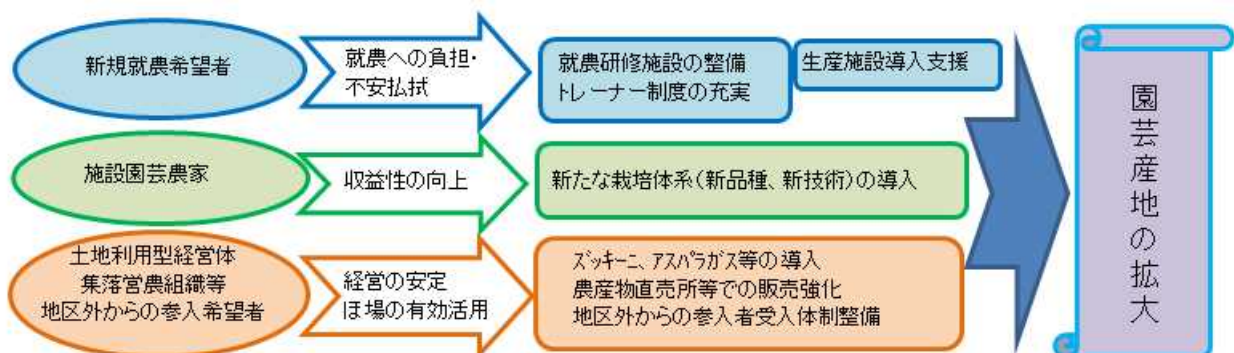 新規就農希望者
就農への負担・
不安払拭
就農研修施設の整備
トレーナー制度の充実
生産施設導入支援
施設園芸農家
収益性の向上
新たな栽培体系(新品種、新技術)の導入
土地利用型経営体
集落営農組織等
地区外からの参入希望者
経営の安定
ほ場の有効活用
ズッキーニ、アスパラガス等の導入
農産物直売所等での販売強化
地区外からの参入者受入体制整備
園芸産地の拡大